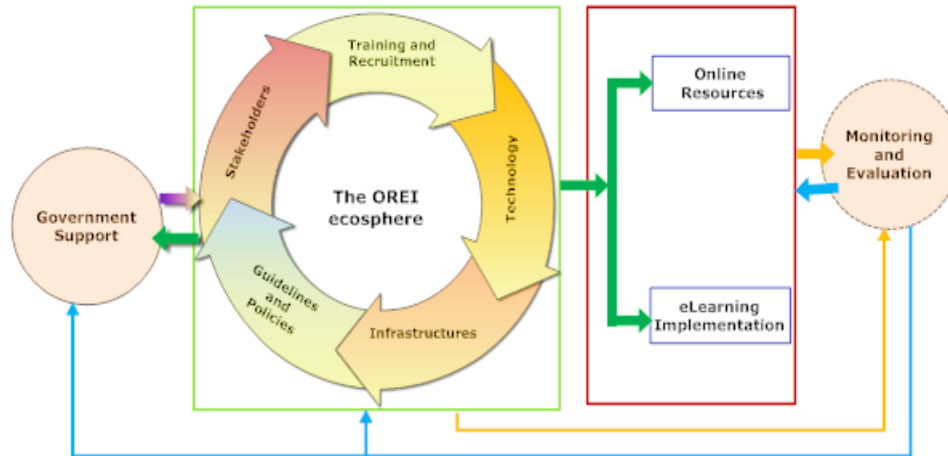 Training and
Recruitment
Stakeholders
Technology
The OREI
ecosphere
Guidelines
and
Policies
Infrastructures
Government
Support
Online
Resources
eLearning
Implementation
Monitoring
and
Evaluation